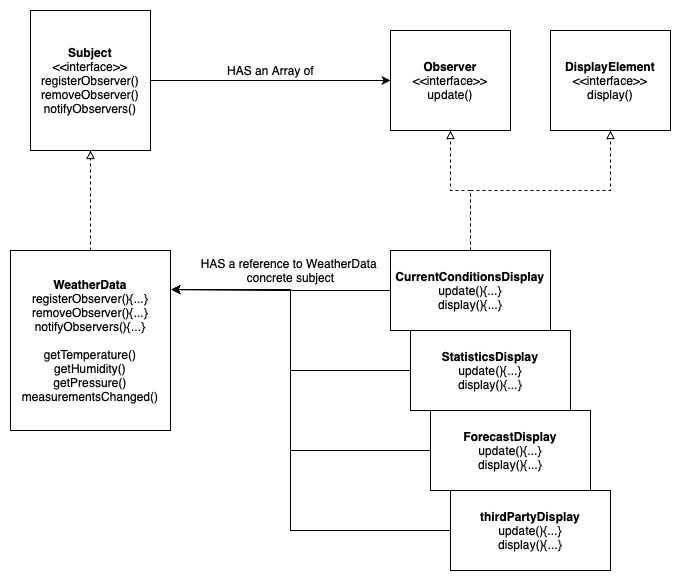 Subject
<<interface>>
registerObserver()
removeObserver()
notifyObservers()
HAS an Array of
Observer
<<interface>>
update()
DisplayElement
<<interface>>
display()
WeatherData
registerObserver(){...}
removeObserver(){...}
notifyObservers(){...}
getTemperature()
getHumidity()
getPressure()
measurementsChanged()
HAS a reference to WeatherData
concrete subject
CurrentConditionsDisplay
update(){...}
display(){...}
StatisticsDisplay
update(){...}
display(){...}
ForecastDisplay
update(){...}
display(){...}
thirdPartyDisplay
update(){...}
display(){...}